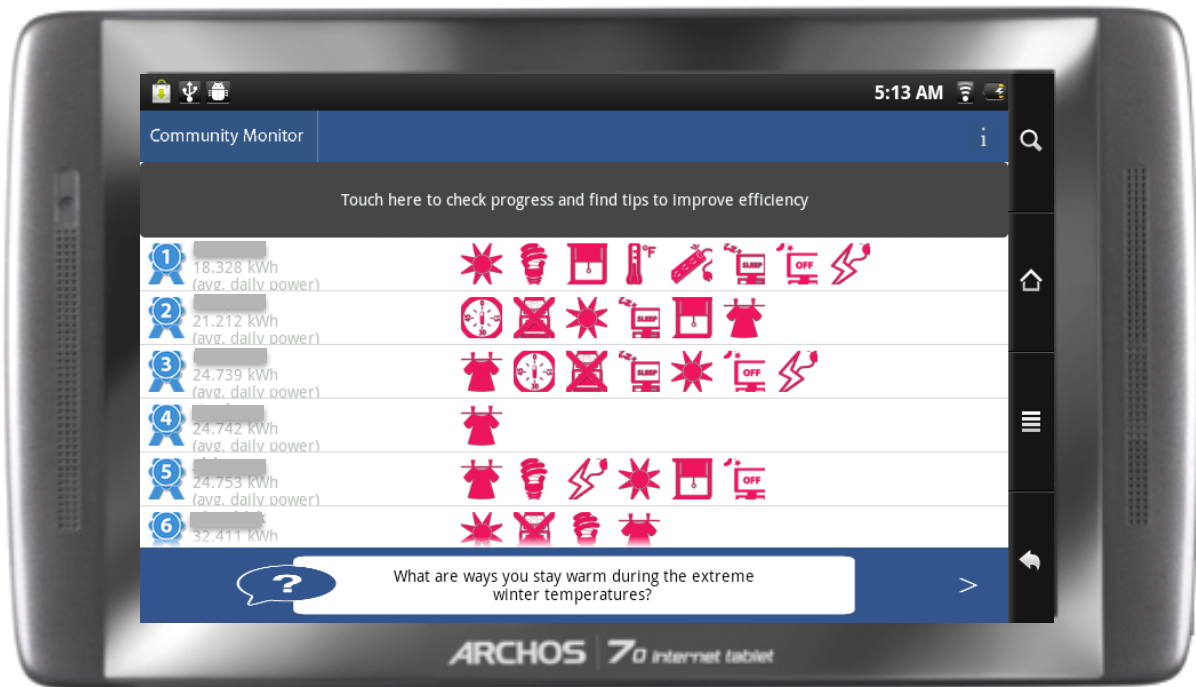 5:13 AM
Community Monitor
i
Touch here to check progress and find tips to improve efficiency
1
18.328 kWh
(avg. daily power)
°F
SLEEP
OFF
2
21.212 kWh
(avg. daily power)
SLEEP
3
24.739 kWh
(avg. daily power)
SLEEP
OFF
4
24.742 kWh
(avg. daily power)
5
24.753 kWh
(avg. daily power)
OFF
6
32.411 kWh
?
What are ways you stay warm during the extreme
winter temperatures?
>
ARCHOS 70 internet tablet